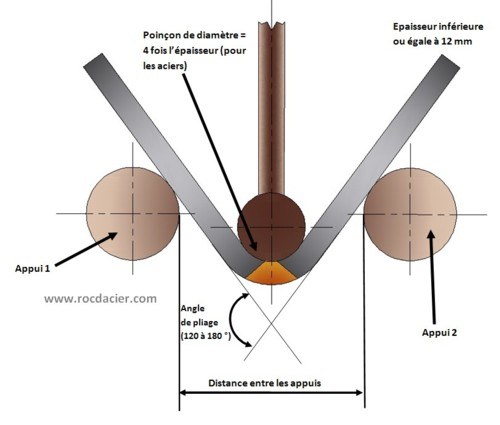 Poinçon de diamètre =
4 fois l'épaisseur (pour
les aciers)
Epaisseur inférieure
ou égale à 12 mm
Appui 1
www.rocdacier.com
Angle
de pliage
(120 à 180 °)
Appui 2
Distance entre les appuis